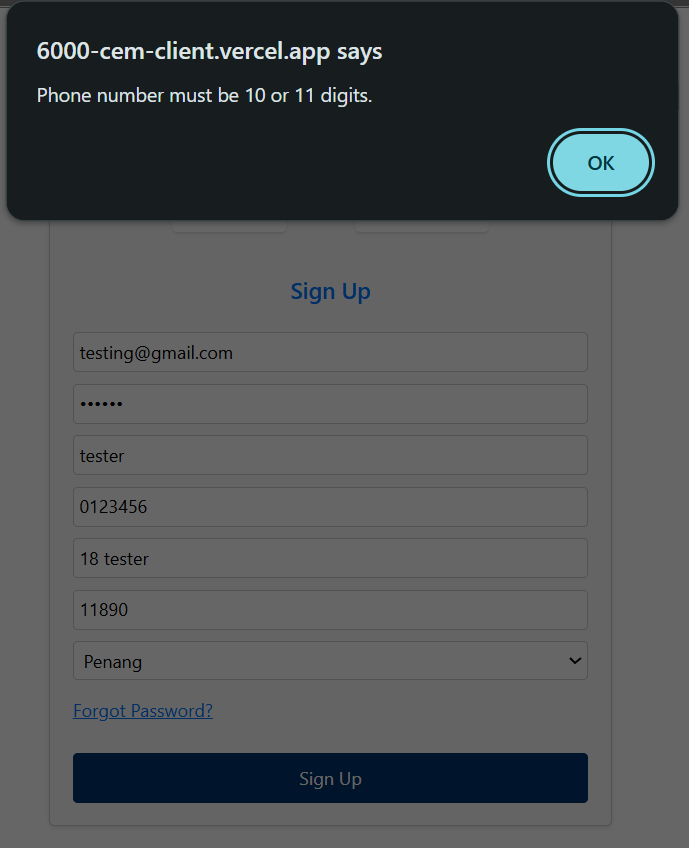 6000-cem-client.vercel.app says
Phone number must be 10 or 11 digits.
OK
Sign Up
testing@gmail.com
••••••
tester
0123456
18 tester
11890
Penang
Forgot Password?
Sign Up